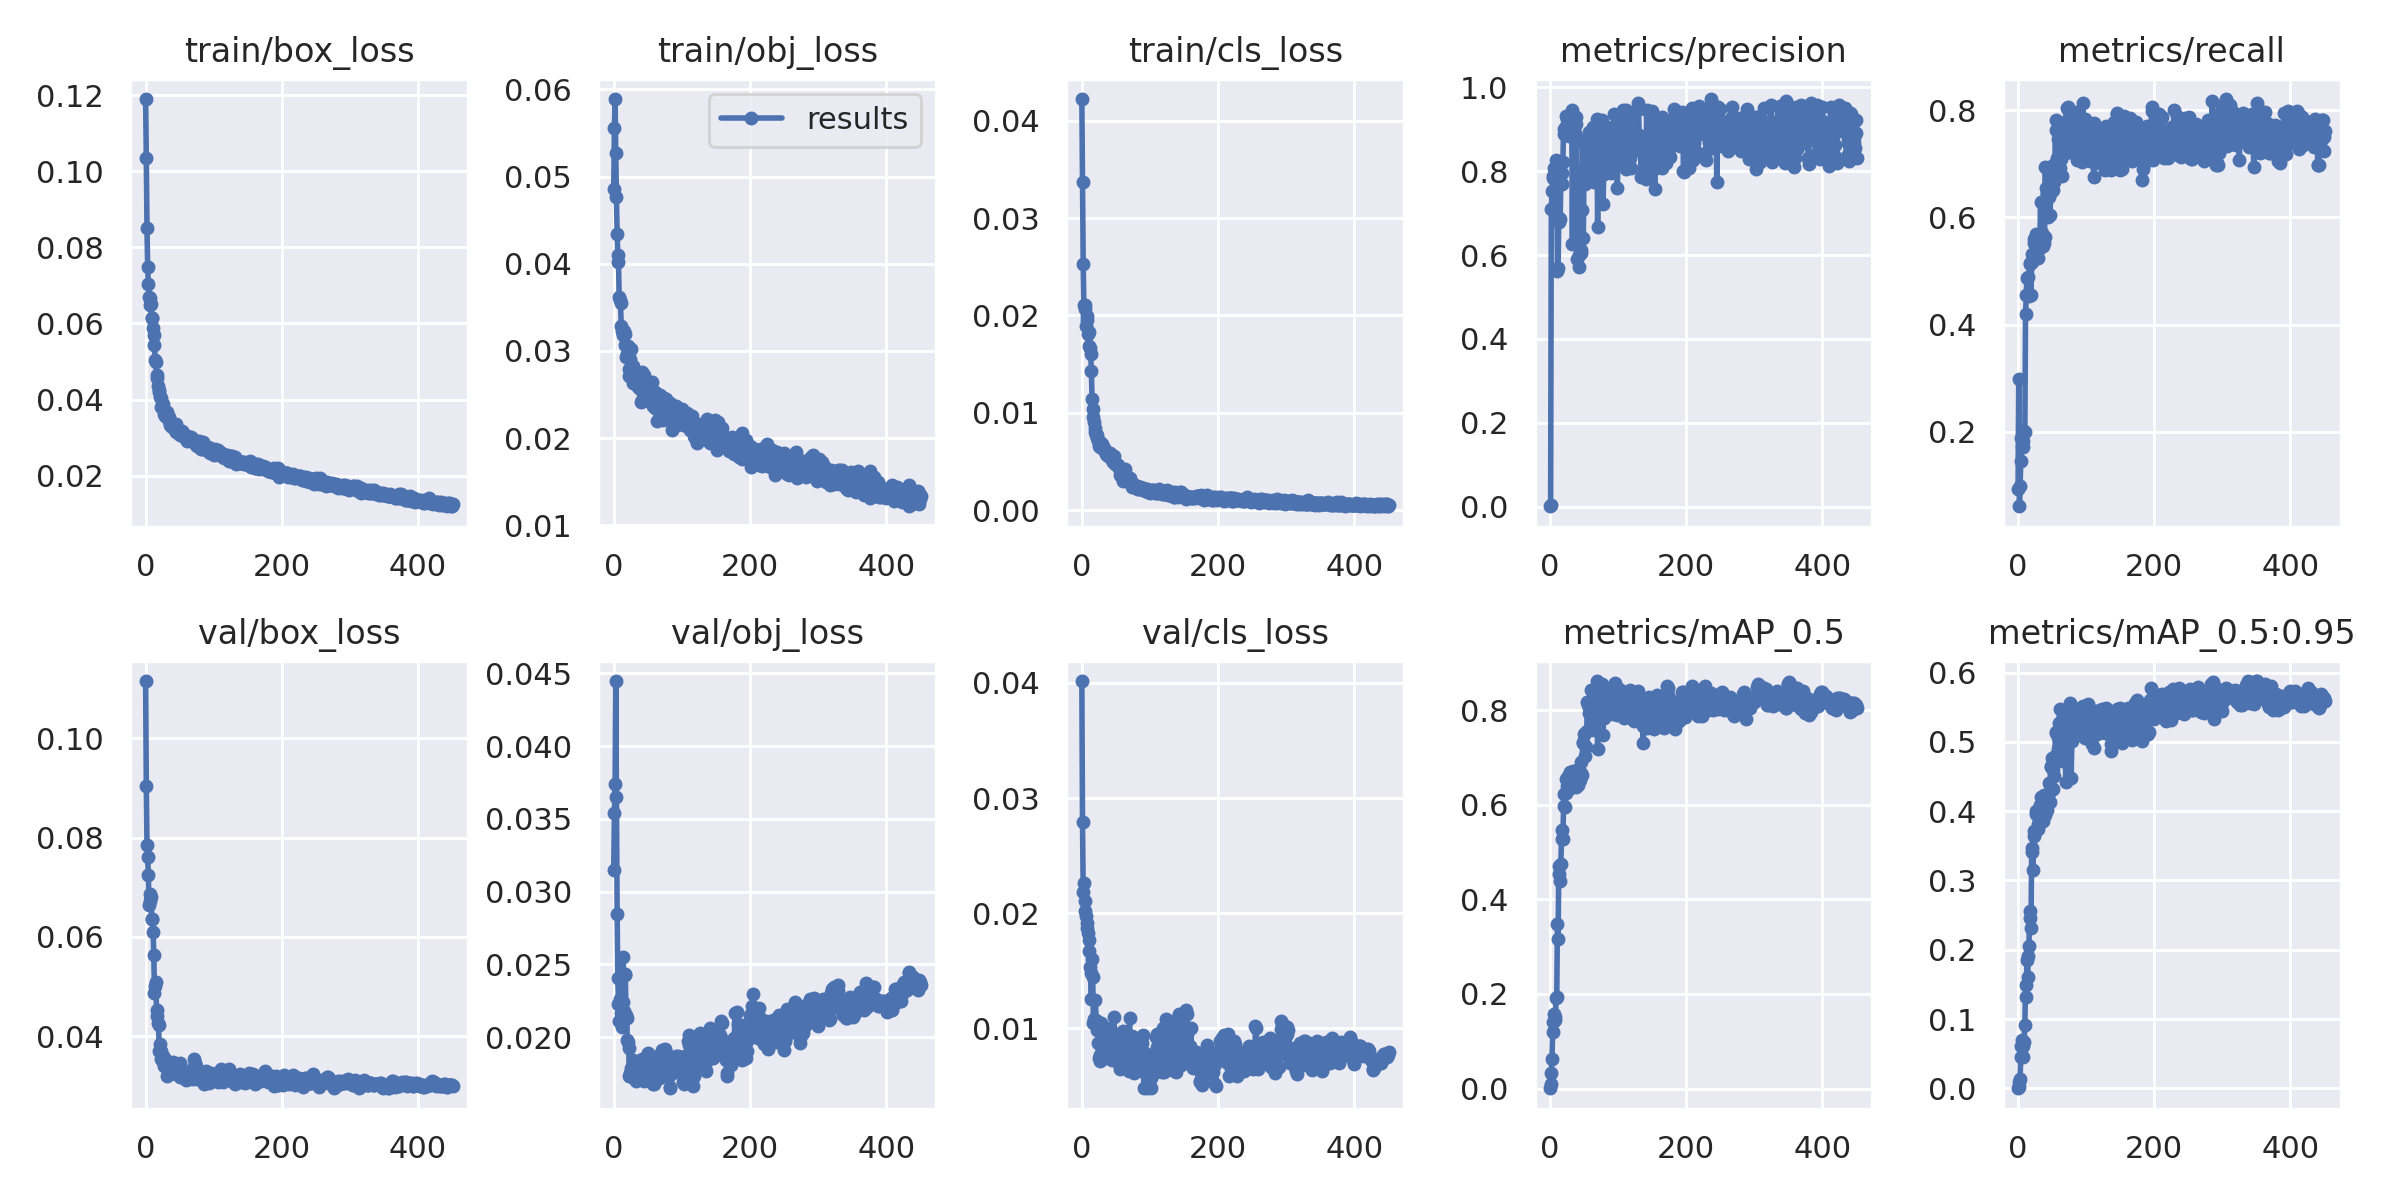 train/box_loss
0.12
0.10
0.08
0.06
0.04
0.02
0 200 400
train/obj_loss
results
0.06
0.05
0.04
0.03
0.02
0.01
0 200 400
train/cls_loss
0.04
0.03
0.02
0.01
0.00
0 200 400
metrics/precision
1.0
0.8
0.6
0.4
0.2
0.0
0 200 400
metrics/recall
0.8
0.6
0.4
0.2
0 200 400
val/box_loss
0.10
0.08
0.06
0.04
0 200 400
val/obj_loss
0.045
0.040
0.035
0.030
0.025
0.020
0 200 400
val/cls_loss
0.04
0.03
0.02
0.01
0 200 400
metrics/mAP_0.5
0.8
0.6
0.4
0.2
0.0
0 200 400
metrics/mAP_0.5:0.95
0.6
0.5
0.4
0.3
0.2
0.1
0.0
0 200 400